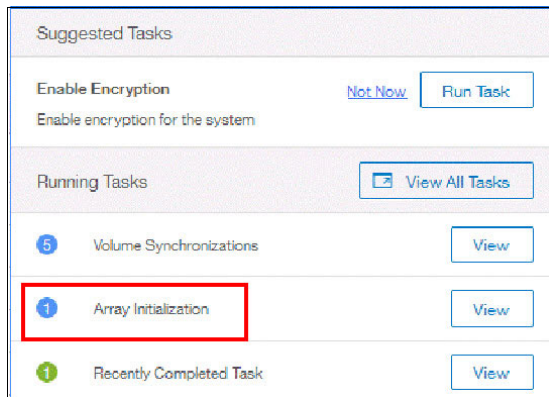 Suggested Tasks
Enable Encryption
Not Now
Run Task
Enable encryption for the system
Running Tasks
View All Tasks
5
Volume Synchronizations
View
1
Array Initialization
View
1
Recently Completed Task
View